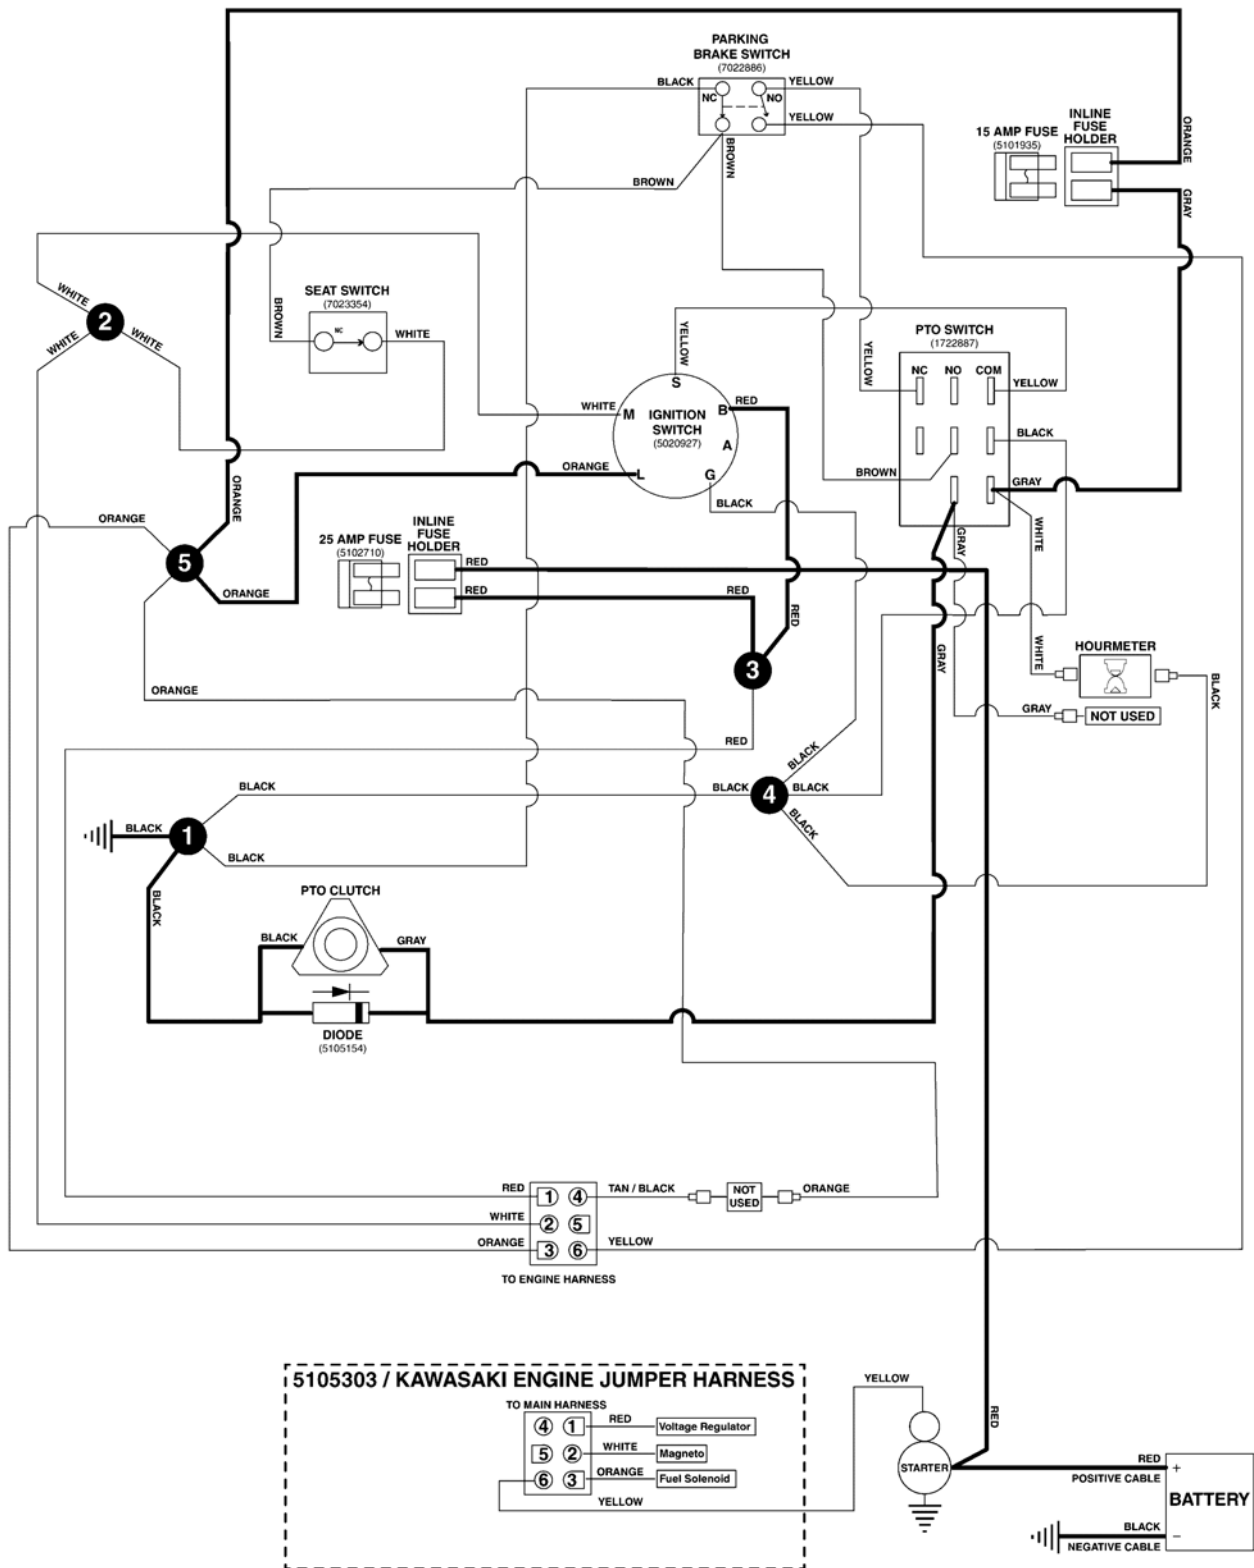 PARKING
BRAKE SWITCH
(7022886)
BLACK
YELLOW
NC
NO
YELLOW
BROWN
BROWN
15 AMP FUSE
(5101935)
INLINE
FUSE
HOLDER
ORANGE
GRAY
WHITE
WHITE
WHITE
2
SEAT SWITCH
(7023354)
BROWN
NC
WHITE
YELLOW
S
WHITE
M
IGNITION
SWITCH
(5020927)
B
RED
A
L
G
ORANGE
BLACK
PTO SWITCH
(1722887)
YELLOW
NC
NO
COM
YELLOW
BLACK
BROWN
GRAY
GRAY
WHITE
ORANGE
ORANGE
5
ORANGE
25 AMP FUSE
(5102710)
INLINE
FUSE
HOLDER
RED
RED
RED
RED
3
ORANGE
RED
GRAY
WHITE
HOURMETER
BLACK
GRAY
NOT USED
BLACK
BLACK
BLACK
4
BLACK
BLACK
BLACK
1
BLACK
BLACK
PTO CLUTCH
BLACK
GRAY
DIODE
(5105154)
RED
1
4
TAN / BLACK
NOT
USED
ORANGE
WHITE
2
5
ORANGE
3
6
YELLOW
TO ENGINE HARNESS
5105303 / KAWASAKI ENGINE JUMPER HARNESS
TO MAIN HARNESS
4
1
RED
Voltage Regulator
5
2
WHITE
Magneto
6
3
ORANGE
Fuel Solenoid
YELLOW
YELLOW
RED
STARTER
RED
POSITIVE CABLE
+
BATTERY
BLACK
NEGATIVE CABLE
–